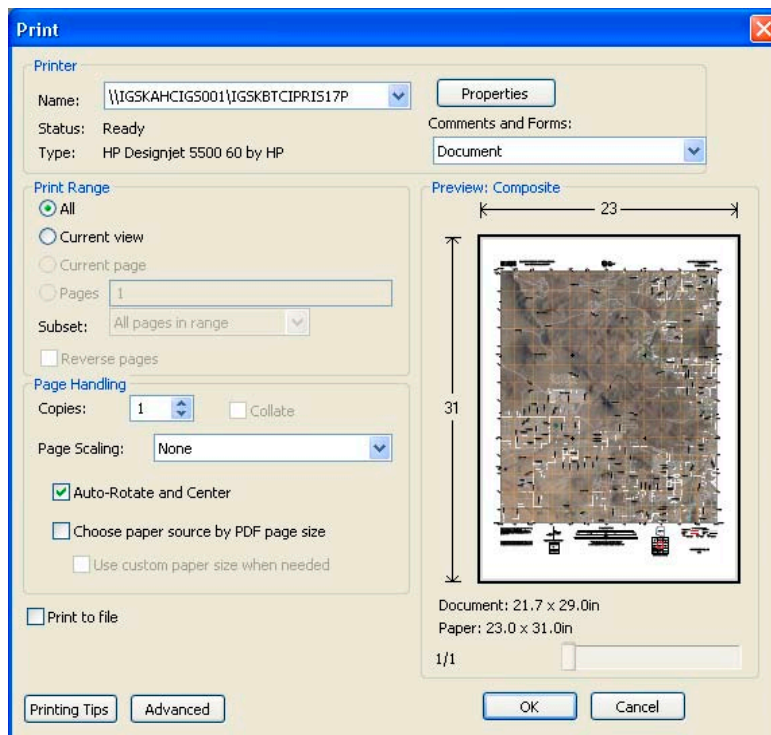 Print
Printer
Name: \\IGSKAHCIGS001\IGSKBTCIPRIS17P
Properties
Status: Ready
Comments and Forms:
Type: HP Designjet 5500 60 by HP
Document
Print Range
All
Current view
Current page
Pages 1
Subset: All pages in range
Reverse pages
Page Handling
Copies: 1
Collate
Page Scaling: None
Auto-Rotate and Center
Choose paper source by PDF page size
Use custom paper size when needed
Print to file
Preview: Composite
23
31
Document: 21.7 x 29.0in
Paper: 23.0 x 31.0in
1/1
Printing Tips
Advanced
OK
Cancel